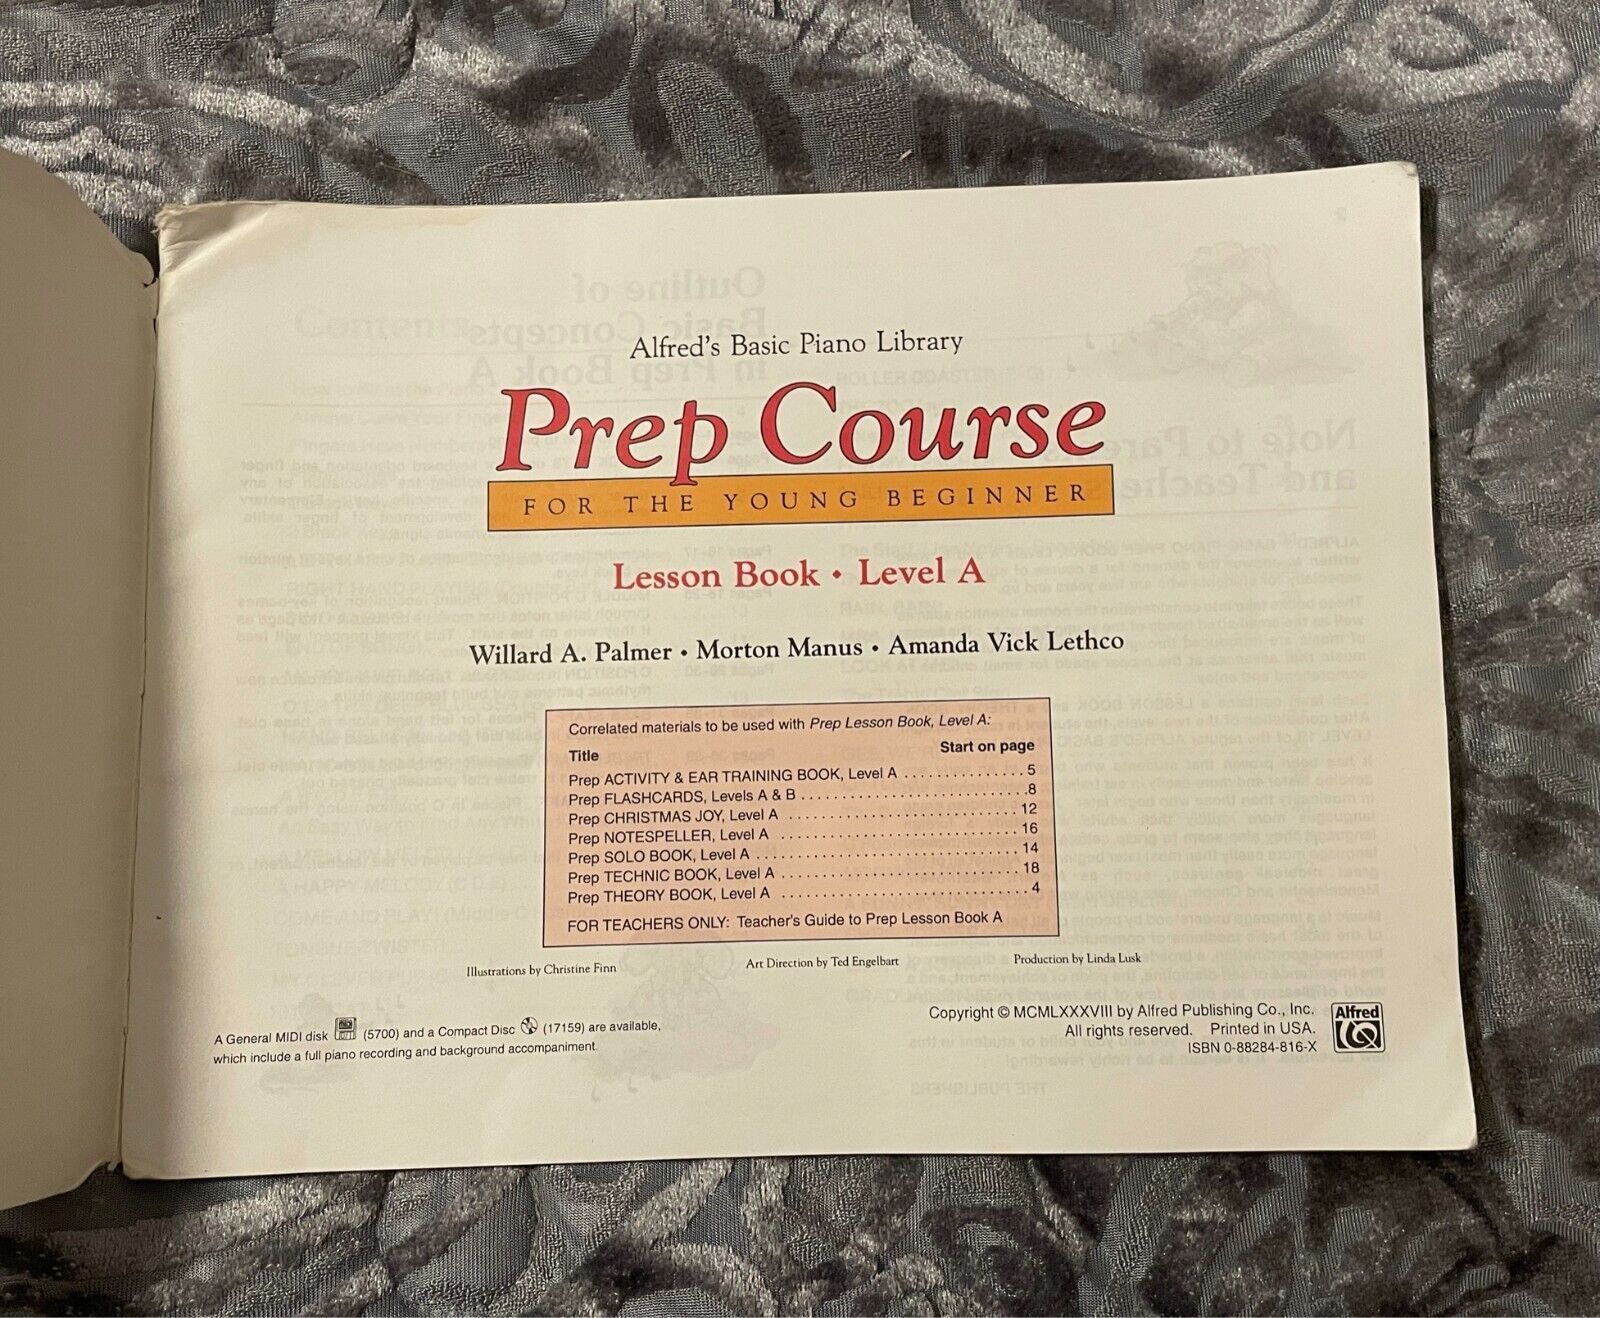 Alfred's Basic Piano Library
Prep Course
FOR THE YOUNG BEGINNER
Lesson Book • Level A
Willard A. Palmer • Morton Manus • Amanda Vick Lethco
Correlated materials to be used with Prep Lesson Book, Level A:
Title Start on page
Prep ACTIVITY & EAR TRAINING BOOK, Level A . . . . . . . . . . . . . . . 5
Prep FLASHCARDS, Levels A & B . . . . . . . . . . . . . . . . . . . . . . . . . . .8
Prep CHRISTMAS JOY, Level A . . . . . . . . . . . . . . . . . . . . . . . . . . . 12
Prep NOTESPELLER, Level A . . . . . . . . . . . . . . . . . . . . . . . . . . . . 16
Prep SOLO BOOK, Level A . . . . . . . . . . . . . . . . . . . . . . . . . . . . . . . 14
Prep TECHNIC BOOK, Level A . . . . . . . . . . . . . . . . . . . . . . . . . . . . 18
Prep THEORY BOOK, Level A . . . . . . . . . . . . . . . . . . . . . . . . . . . . . 4
FOR TEACHERS ONLY: Teacher's Guide to Prep Lesson Book A
Illustrations by Christine Finn Art Direction by Ted Engelbart Production by Linda Lusk
A General MIDI disk (5700) and a Compact Disc (17159) are available,
which include a full piano recording and background accompaniment.
Copyright © MCMLXXXVIII by Alfred Publishing Co., Inc.
All rights reserved. Printed in USA.
ISBN 0-88284-816-X
Alfred